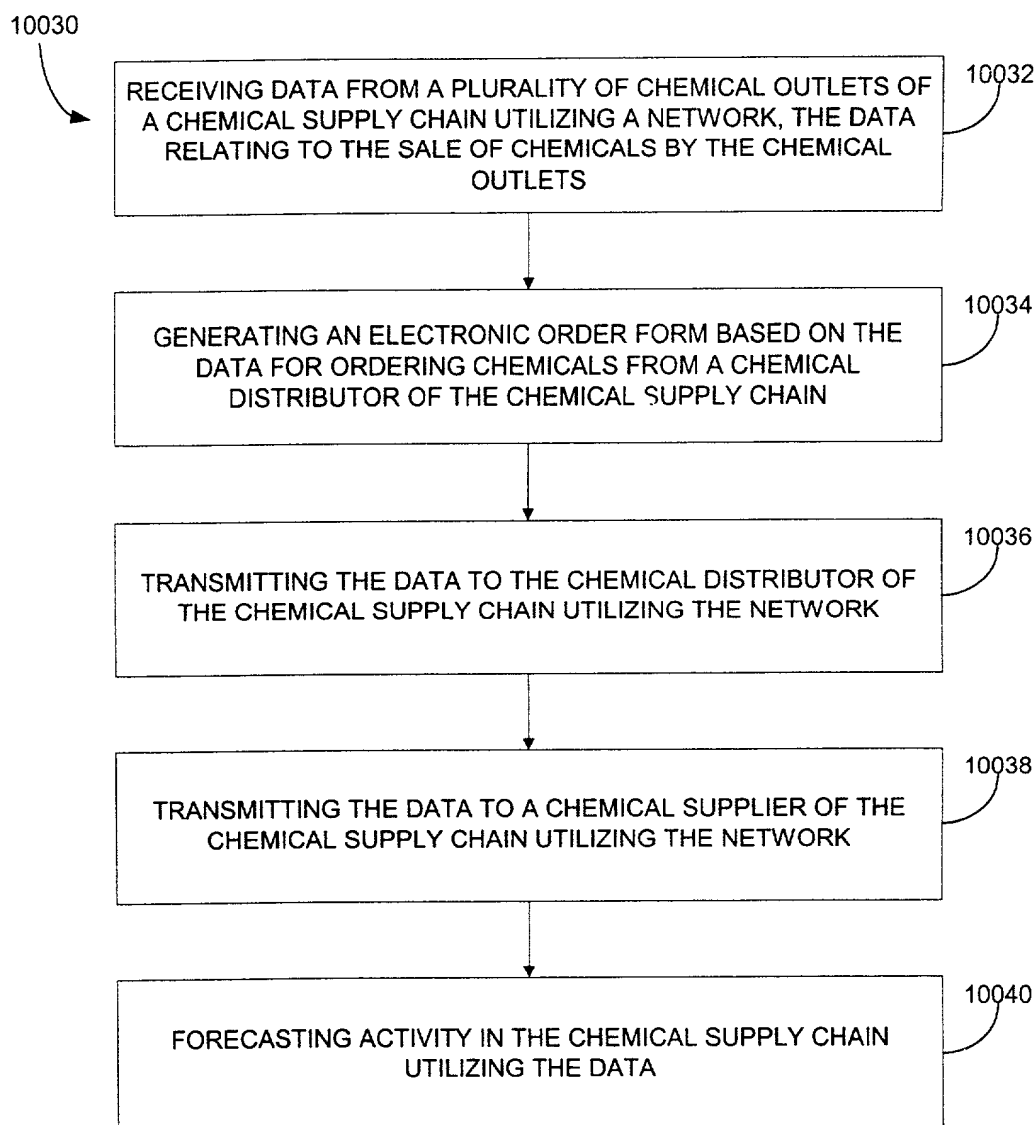 10030
10032
RECEIVING DATA FROM A PLURALITY OF CHEMICAL OUTLETS OF
A CHEMICAL SUPPLY CHAIN UTILIZING A NETWORK, THE DATA
RELATING TO THE SALE OF CHEMICALS BY THE CHEMICAL
OUTLETS
10034
GENERATING AN ELECTRONIC ORDER FORM BASED ON THE
DATA FOR ORDERING CHEMICALS FROM A CHEMICAL
DISTRIBUTOR OF THE CHEMICAL SUPPLY CHAIN
10036
TRANSMITTING THE DATA TO THE CHEMICAL DISTRIBUTOR OF
THE CHEMICAL SUPPLY CHAIN UTILIZING THE NETWORK
10038
TRANSMITTING THE DATA TO A CHEMICAL SUPPLIER OF THE
CHEMICAL SUPPLY CHAIN UTILIZING THE NETWORK
10040
FORECASTING ACTIVITY IN THE CHEMICAL SUPPLY CHAIN
UTILIZING THE DATA